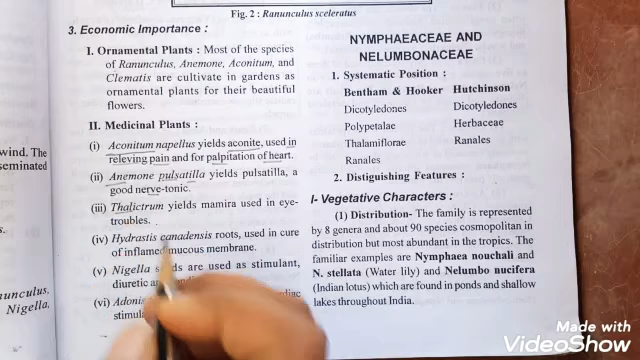 Fig. 2 : Ranunculus sceleratus
3. Economic Importance :
I. Ornamental Plants : Most of the species
of Ranunculus, Anemone, Aconitum, and
Clematis are cultivate in gardens as
ornamental plants for their beautiful
flowers.
II. Medicinal Plants :
(i) Aconitum napellus yields aconite, used in
releving pain and for palpitation of heart.
(ii) Anemone pulsatilla yields pulsatilla, a
good nerve-tonic.
(iii) Thalictrum yields mamira used in eye-
troubles.
(iv) Hydrastis canadensis roots, used in cure
of inflamed mucous membrane.
(v) Nigella are used as stimulant,
diuretic
(vi)
wind. The
seminated
s.
Nigella,
NYMPHAEACEAE AND
NELUMBONACEAE
1. Systematic Position :
Bentham & Hooker Hutchinson
Dicotyledones Dicotyledones
Polypetalae Herbaceae
Thalamiflorae Ranales
Ranales
2. Distiguishing Features :
I- Vegetative Characters :
(1) Distribution- The family is represented
by 8 genera and about 90 species cosmopolitan in
distribution but most abundant in the tropics. The
familiar examples are Nymphaea nouchali and
N. stellata (Water lily) and Nelumbo nucifera
(Indian lotus) which are found in ponds and shallow
lakes throughout India.
Made with
VideoShow